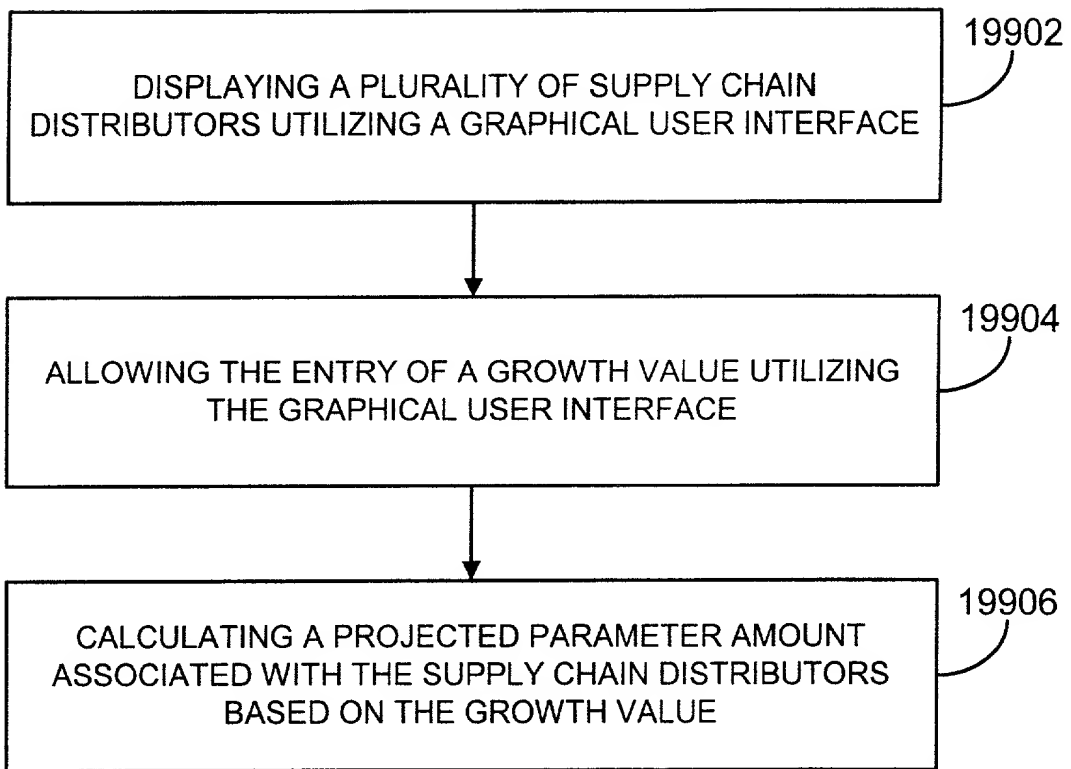 19902
DISPLAYING A PLURALITY OF SUPPLY CHAIN
DISTRIBUTORS UTILIZING A GRAPHICAL USER INTERFACE
19904
ALLOWING THE ENTRY OF A GROWTH VALUE UTILIZING
THE GRAPHICAL USER INTERFACE
19906
CALCULATING A PROJECTED PARAMETER AMOUNT
ASSOCIATED WITH THE SUPPLY CHAIN DISTRIBUTORS
BASED ON THE GROWTH VALUE